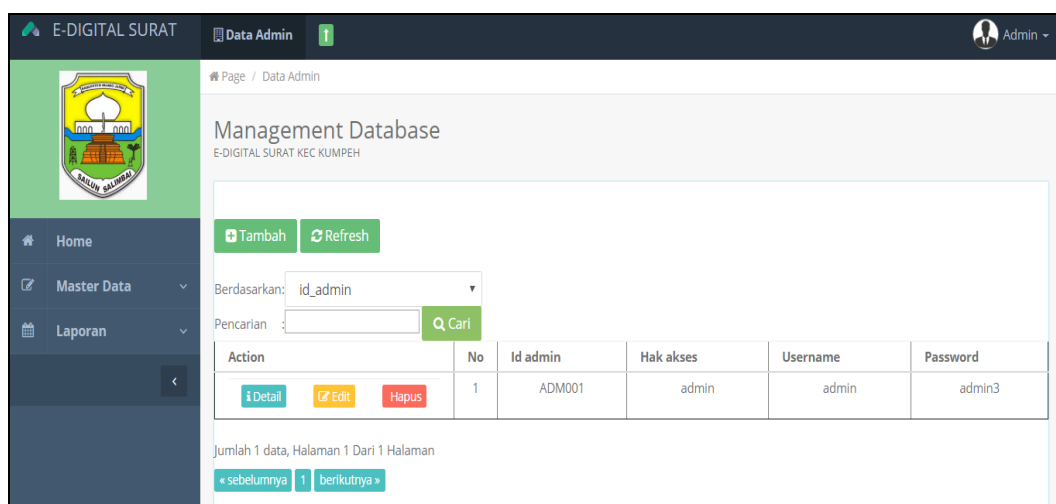 E-DIGITAL SURAT
Data Admin
Admin
Page / Data Admin
Management Database
E-DIGITAL SURAT KEC KUMPEH
SAILUN SALIMBAI
Home
Master Data
Laporan
Tambah Refresh
Berdasarkan: id_admin
Pencarian :
Cari
Action No Id admin Hak akses Username Password
Detail Edit Hapus 1 ADM001 admin admin admin3
Jumlah 1 data, Halaman 1 Dari 1 Halaman
« sebelumnya 1 berikutnya »